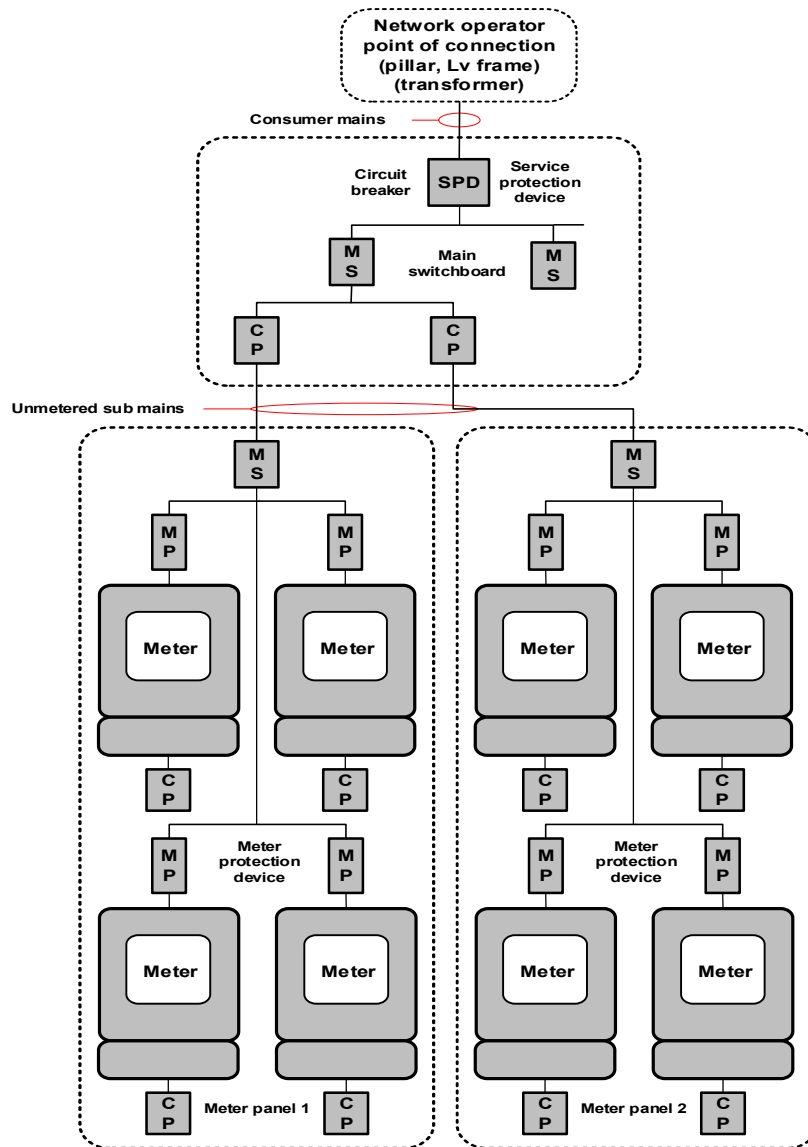 Network operator
point of connection
(pillar, Lv frame)
(transformer)
Consumer mains
Circuit
breaker
SPD
Service
protection
device
M
S
Main
switchboard
M
S
C
P
C
P
Unmetered sub mains
M
S
M
S
M
P
M
P
M
P
M
P
Meter
Meter
Meter
Meter
C
P
C
P
C
P
C
P
M
P
Meter
protection
device
M
P
M
P
Meter
protection
device
M
P
Meter
Meter
Meter
Meter
C
P
Meter panel 1
C
P
C
P
Meter panel 2
C
P